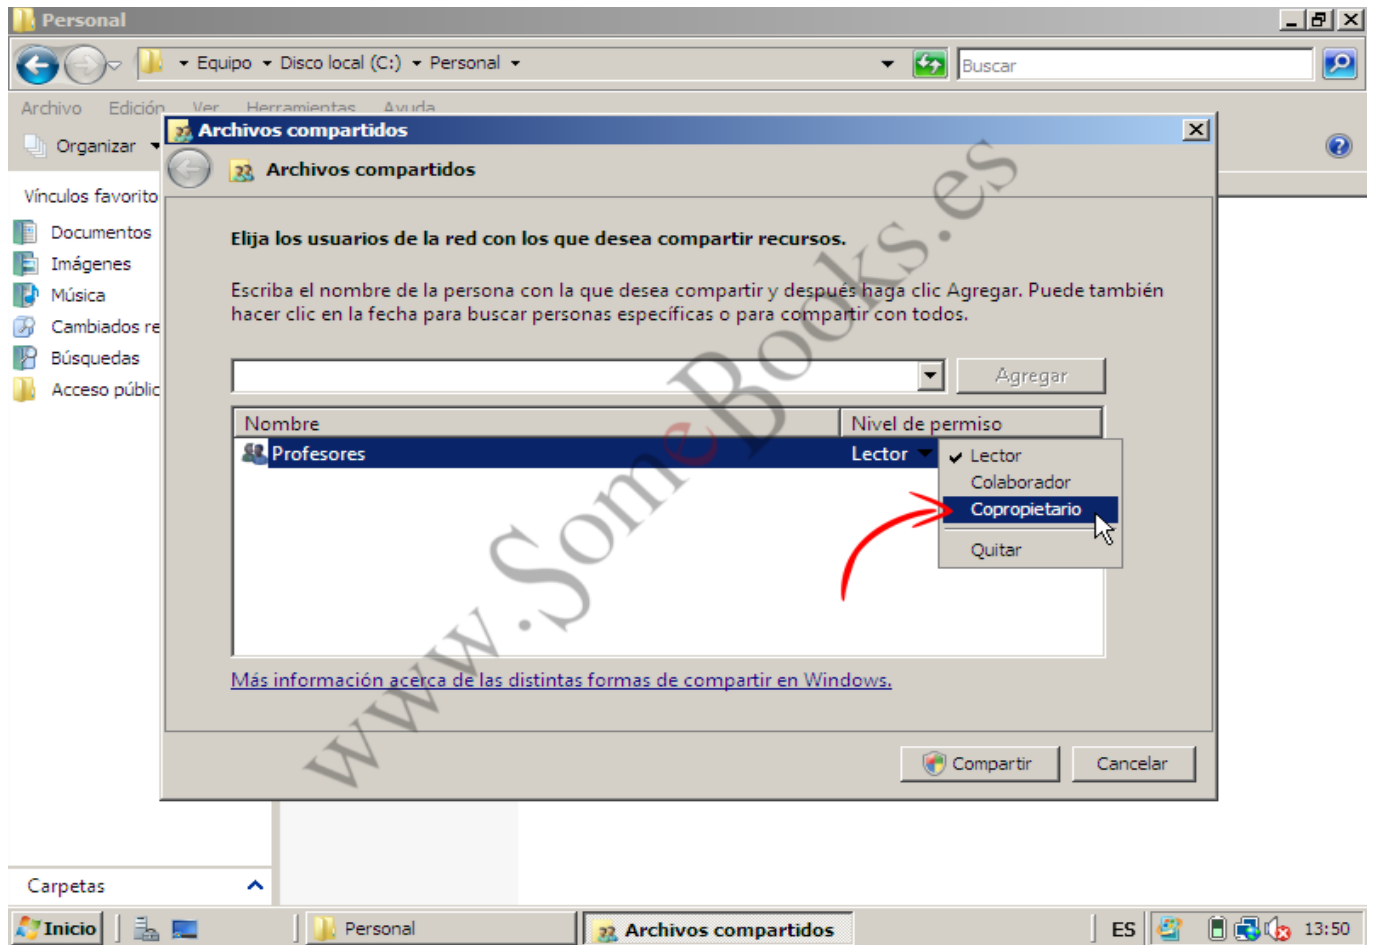 Personal
Equipo Disco local (C:) Personal
Buscar
Archivo Edición Ver Herramientas Ayuda
Organizar
Archivos compartidos
Archivos compartidos
Vínculos favorito
Documentos
Imágenes
Música
Cambiados re
Búsquedas
Acceso públic
Elija los usuarios de la red con los que desea compartir recursos.
Escriba el nombre de la persona con la que desea compartir y después haga clic Agregar. Puede también
hacer clic en la fecha para buscar personas específicas o para compartir con todos.
Agregar
Nombre Nivel de permiso
Profesores Lector
Lector
Colaborador
Copropietario
Quitar
Más información acerca de las distintas formas de compartir en Windows.
Compartir Cancelar
www.SomeBooks.es
Carpetas
Inicio Personal Archivos compartidos ES 13:50